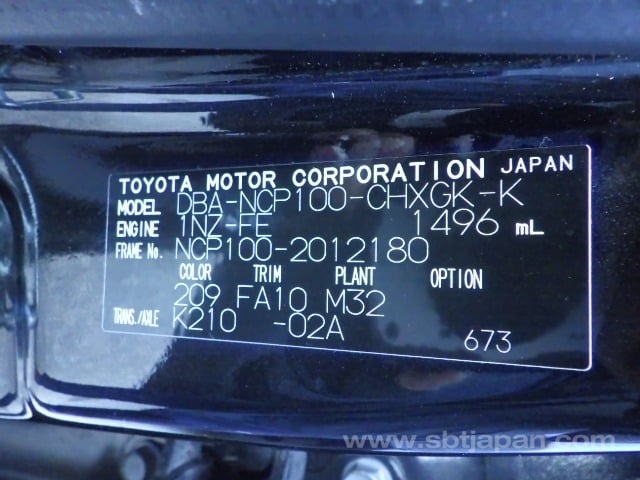 TOYOTA MOTOR CORPORATION JAPAN
MODEL DBA-NCP100-CHXGK-K
ENGINE 1NZ-FE 1496 mL
FRAME No. NCP100-2012180
COLOR TRIM PLANT OPTION
209 FA10 M32
TRANS./AXLE K210 -02A
673
www.sbtjapan.com